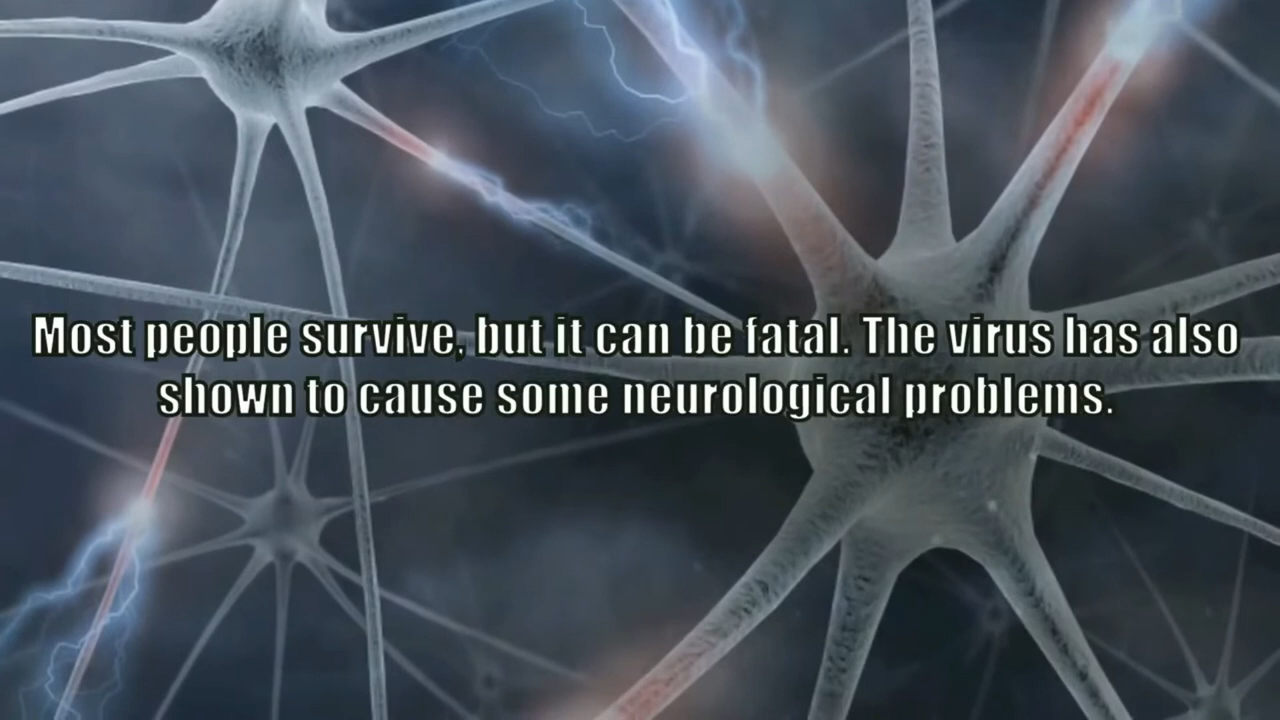 Most people survive, but it can be fatal. The virus has also
shown to cause some neurological problems.